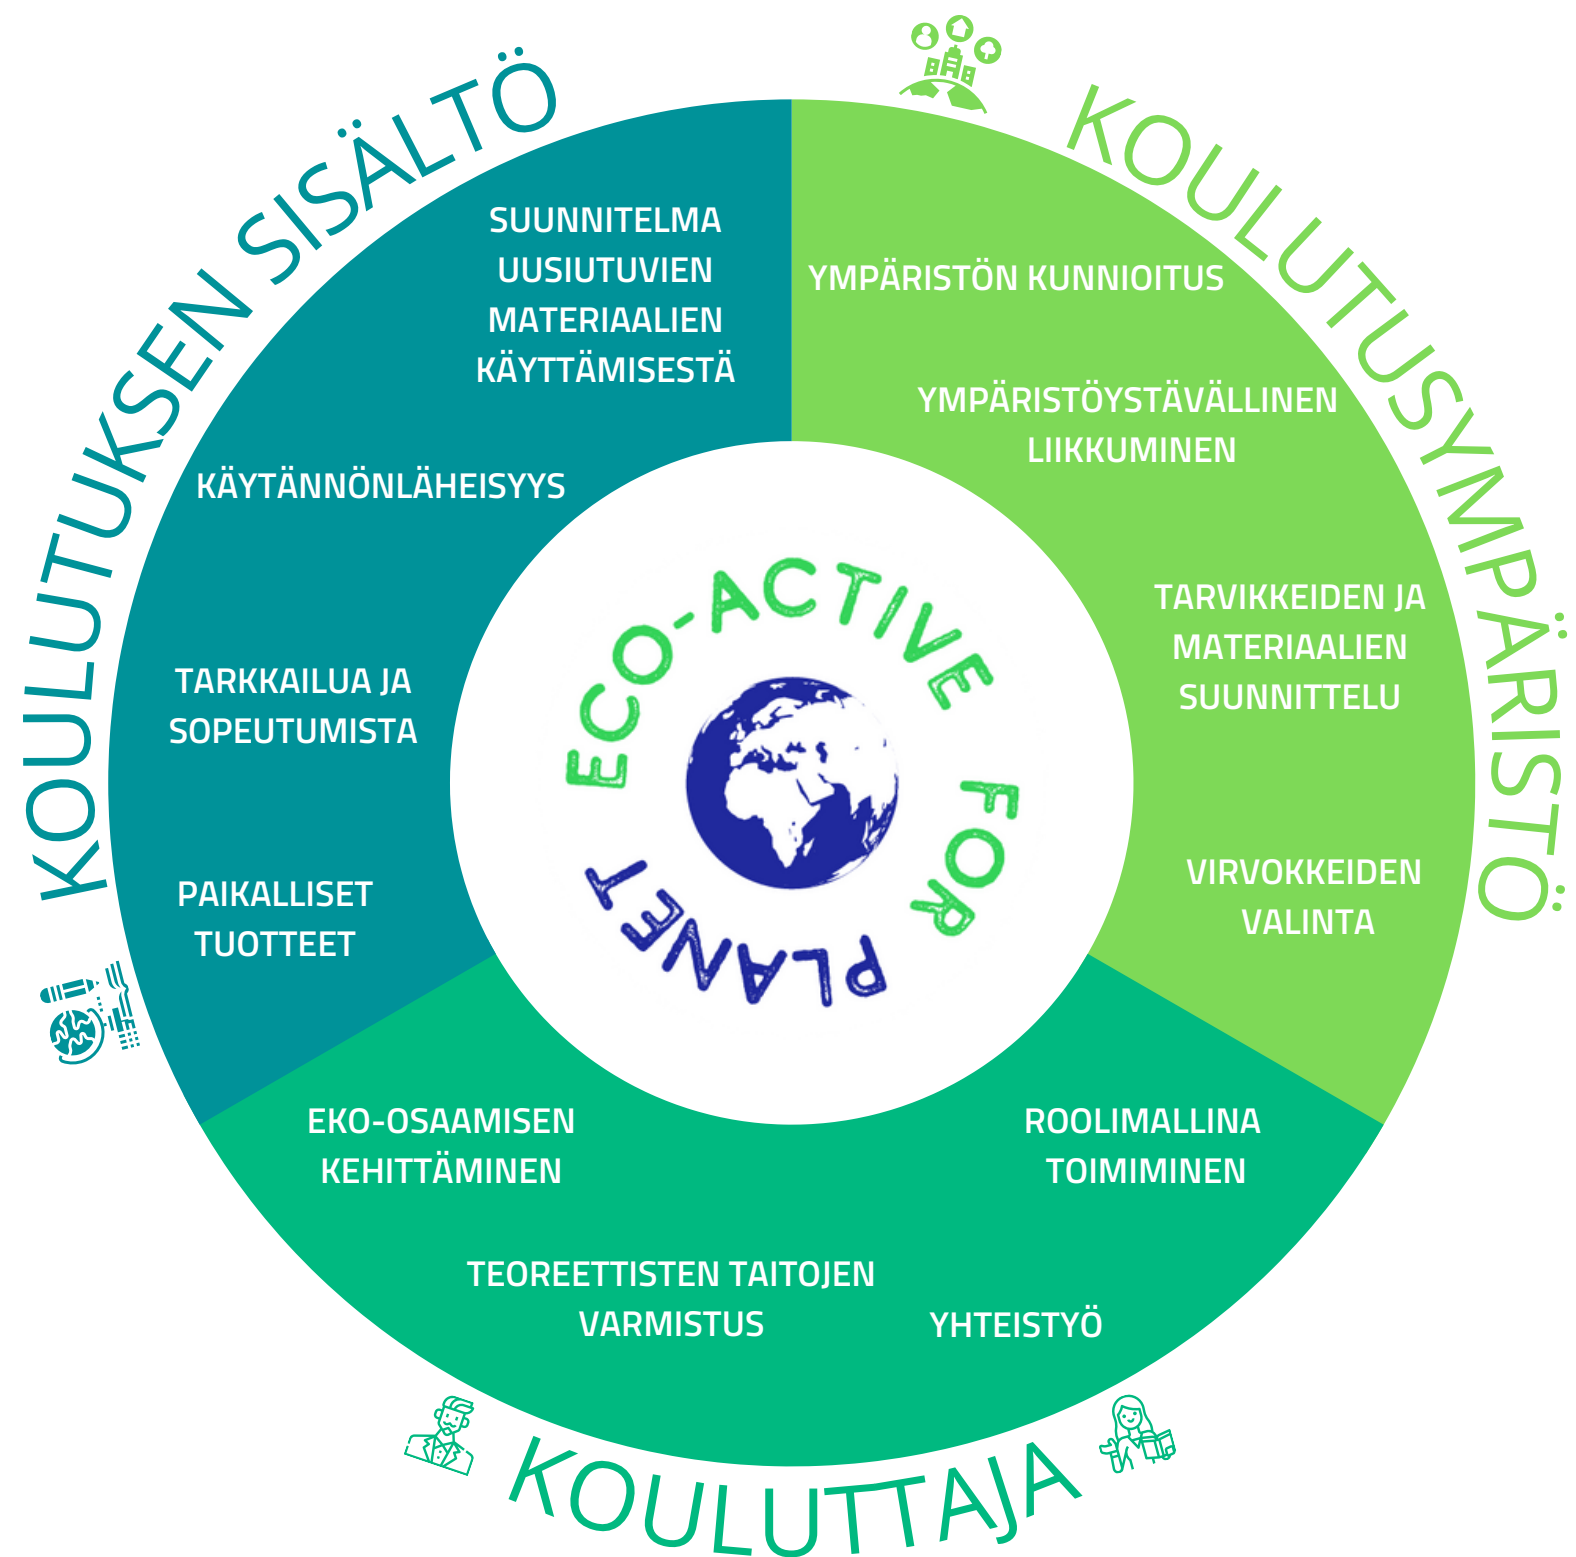 KOULUTUKSEN SISÄLTÖ
SUUNNITELMA
UUSIUTUVIEN
MATERIAALIEN
KÄYTTÄMISESTÄ
KÄYTÄNNÖNLÄHEISYYS
TARKKAILUA JA
SOPEUTUMISTA
PAIKALLISET
TUOTTEET
KOULUTUSYMPÄRISTÖ
YMPÄRISTÖN KUNNIOITUS
YMPÄRISTÖYSTÄVÄLLINEN
LIIKKUMINEN
TARVIKKEIDEN JA
MATERIAALIEN
SUUNNITTELU
VIRVOKKEIDEN
VALINTA
ECO-ACTIVE FOR PLANET
EKO-OSAAMISEN
KEHITTÄMINEN
TEOREETTISTEN TAITOJEN
VARMISTUS
YHTEISTYÖ
ROOLIMALLINA
TOIMIMINEN
KOULUTTAJA